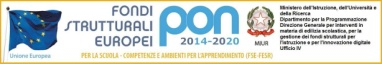 FONDI
STRUTTURALI
EUROPEI
pon
2014-2020
Unione Europea
MIUR
Ministero dell'Istruzione, dell'Università e
della Ricerca
Dipartimento per la Programmazione
Direzione Generale per interventi in
materia di edilizia scolastica, per la
gestione dei fondi strutturali per
l'istruzione e per l'innovazione digitale
Ufficio IV
PER LA SCUOLA - COMPETENZE E AMBIENTI PER L'APPRENDIMENTO (FSE-FESR)